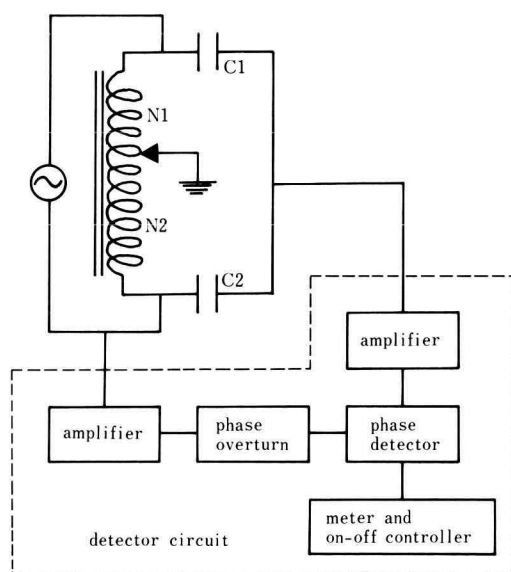 C1
N1
N2
C2
amplifier
amplifier
phase
overturn
phase
detector
meter and
on-off controller
detector circuit